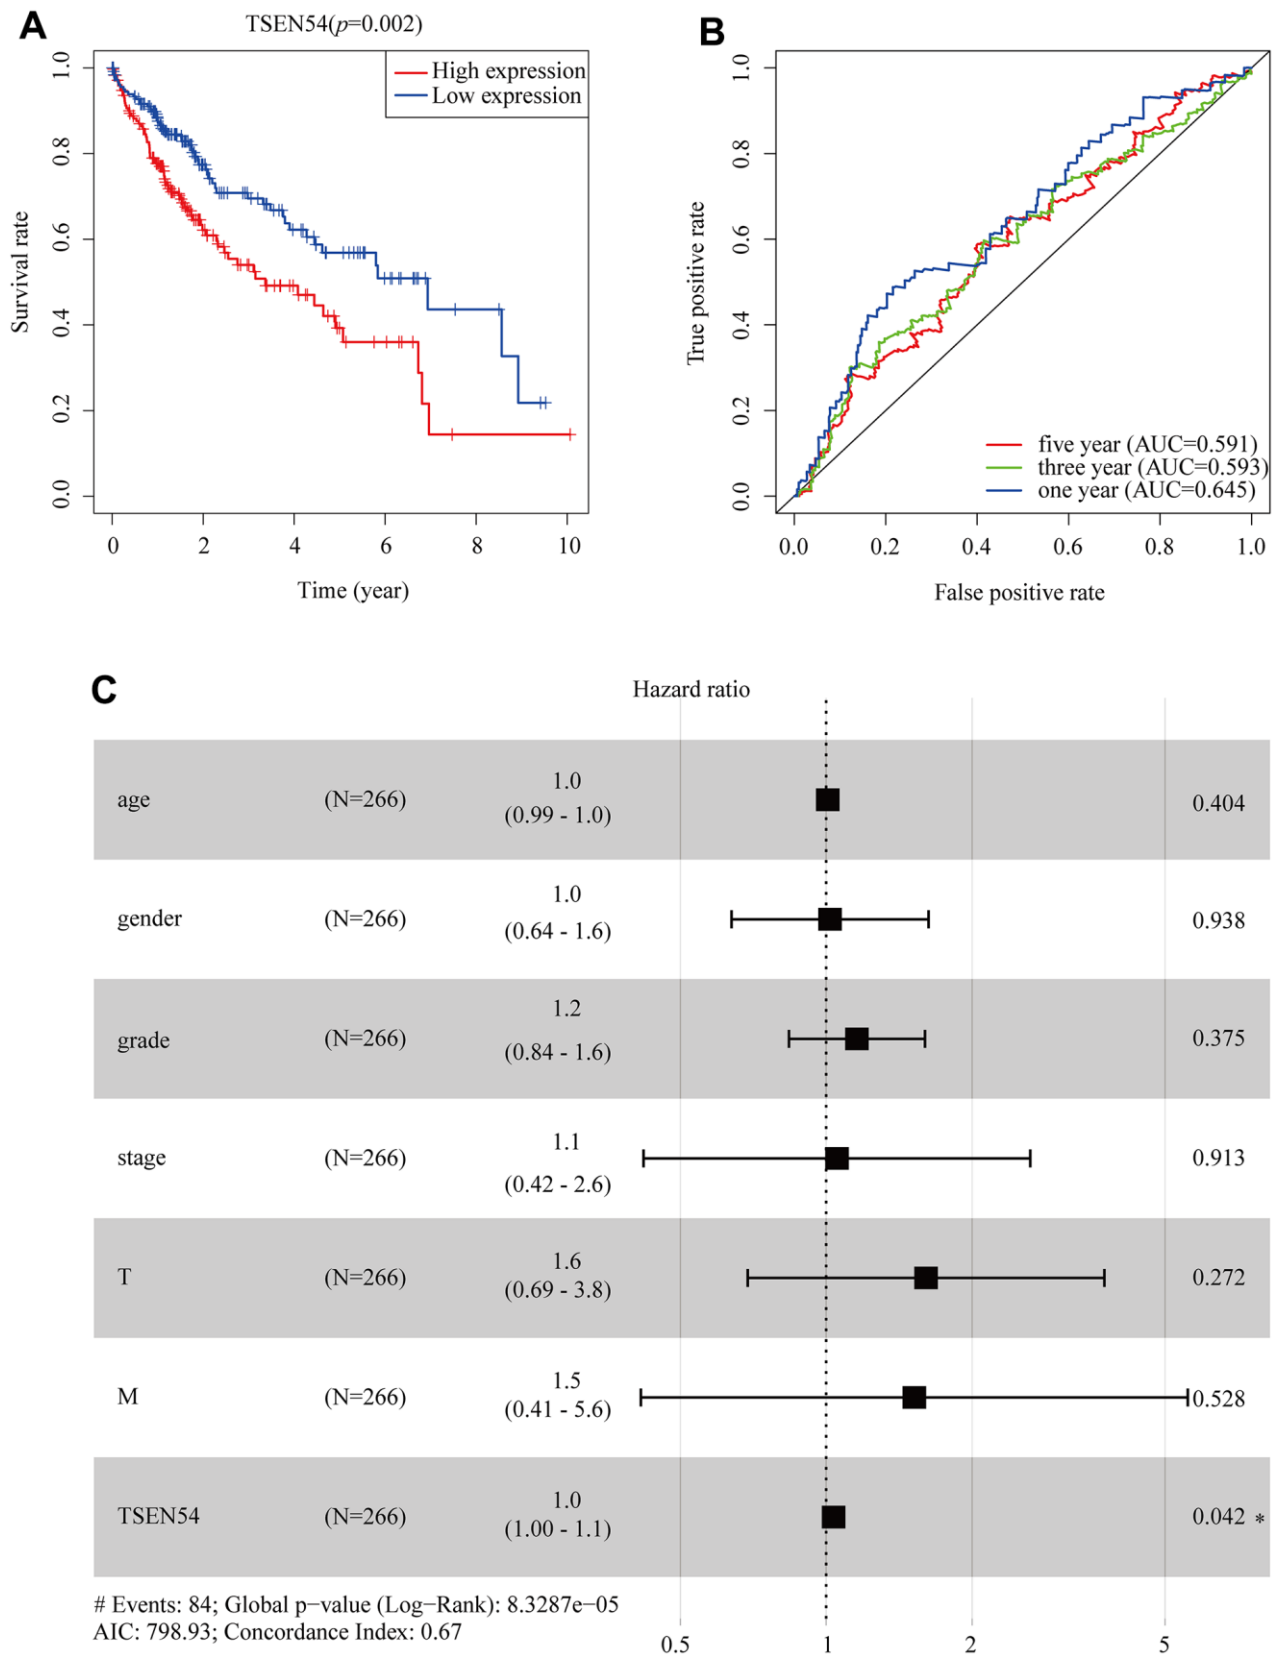 A
TSEN54(p=0.002)
High expression
Low expression
Survival rate
1.0
0.8
0.6
0.4
0.2
0.0
0 2 4 6 8 10
Time (year)
B
True positive rate
1.0
0.8
0.6
0.4
0.2
0.0
five year (AUC=0.591)
three year (AUC=0.593)
one year (AUC=0.645)
0.0 0.2 0.4 0.6 0.8 1.0
False positive rate
C
Hazard ratio
age (N=266) 1.0 (0.99 - 1.0) 0.404
gender (N=266) 1.0 (0.64 - 1.6) 0.938
grade (N=266) 1.2 (0.84 - 1.6) 0.375
stage (N=266) 1.1 (0.42 - 2.6) 0.913
T (N=266) 1.6 (0.69 - 3.8) 0.272
M (N=266) 1.5 (0.41 - 5.6) 0.528
TSEN54 (N=266) 1.0 (1.00 - 1.1) 0.042 *
# Events: 84; Global p−value (Log−Rank): 8.3287e−05
AIC: 798.93; Concordance Index: 0.67
0.5 1 2 5